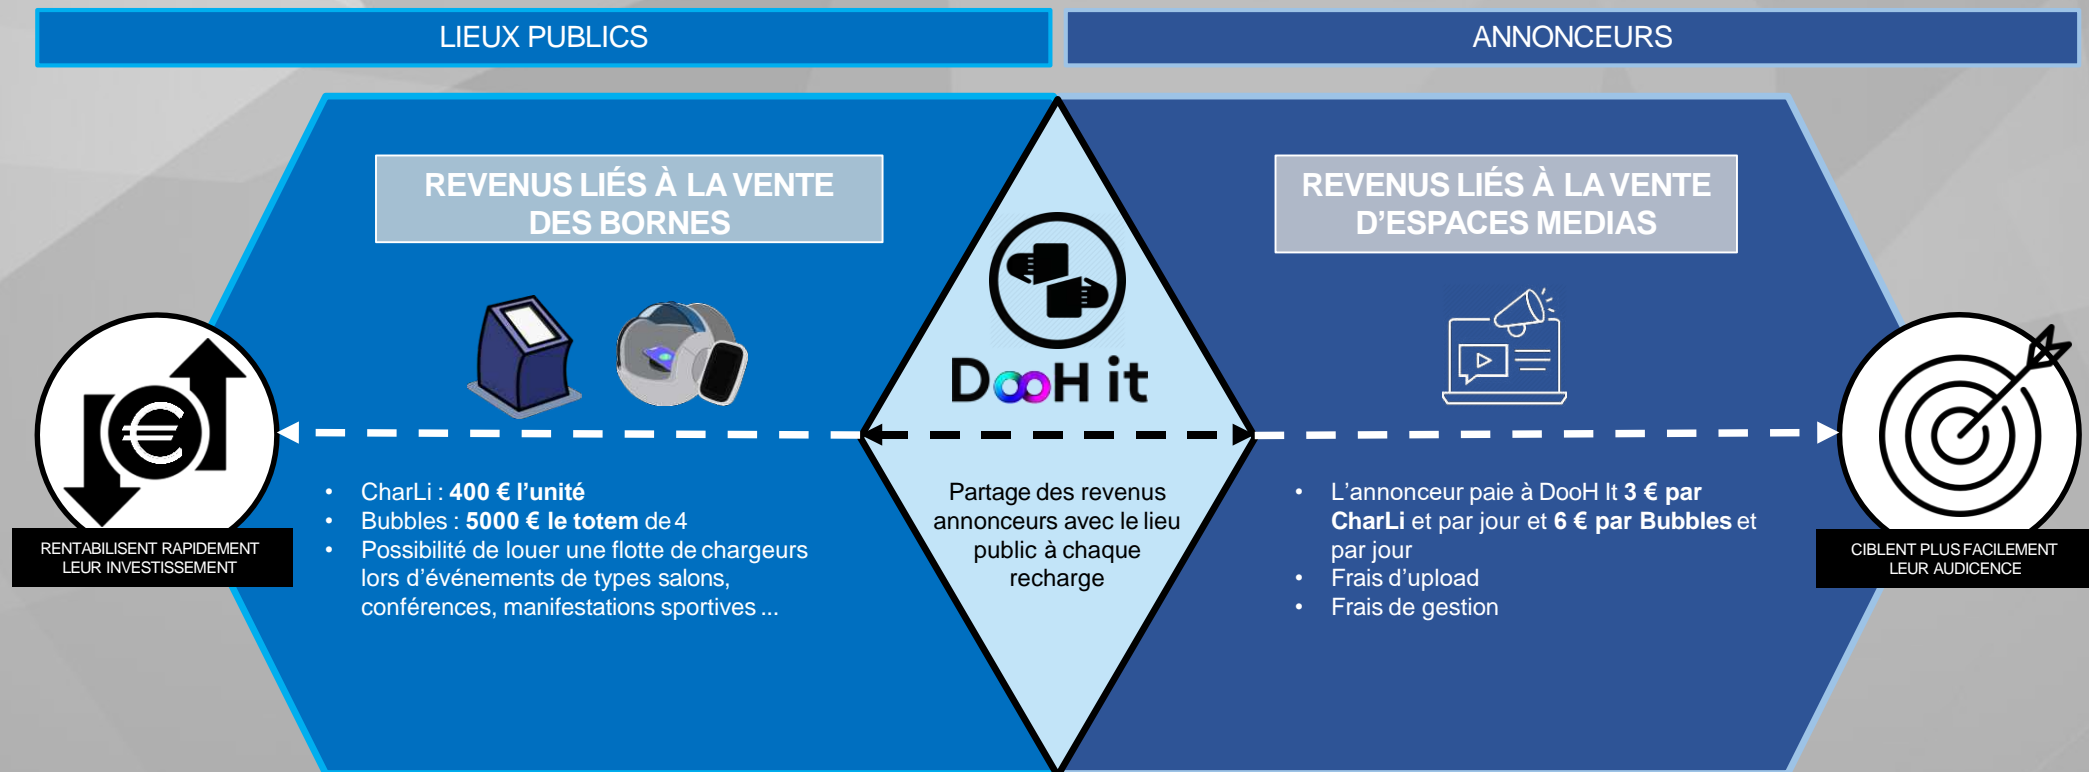 LIEUX PUBLICS
ANNONCEURS
REVENUS LIÉS À LA VENTE
DES BORNES
REVENUS LIÉS À LA VENTE
D’ESPACES MEDIAS
DooH it
€
RENTABILISENT RAPIDEMENT
LEUR INVESTISSEMENT
• CharLi : 400 € l’unité
• Bubbles : 5000 € le totem de 4
• Possibilité de louer une flotte de chargeurs
lors d’événements de types salons,
conférences, manifestations sportives ...
Partage des revenus
annonceurs avec le lieu
public à chaque
recharge
• L’annonceur paie à DooH It 3 € par
CharLi et par jour et 6 € par Bubbles et
par jour
• Frais d’upload
• Frais de gestion
CIBLENT PLUS FACILEMENT
LEUR AUDICENCE